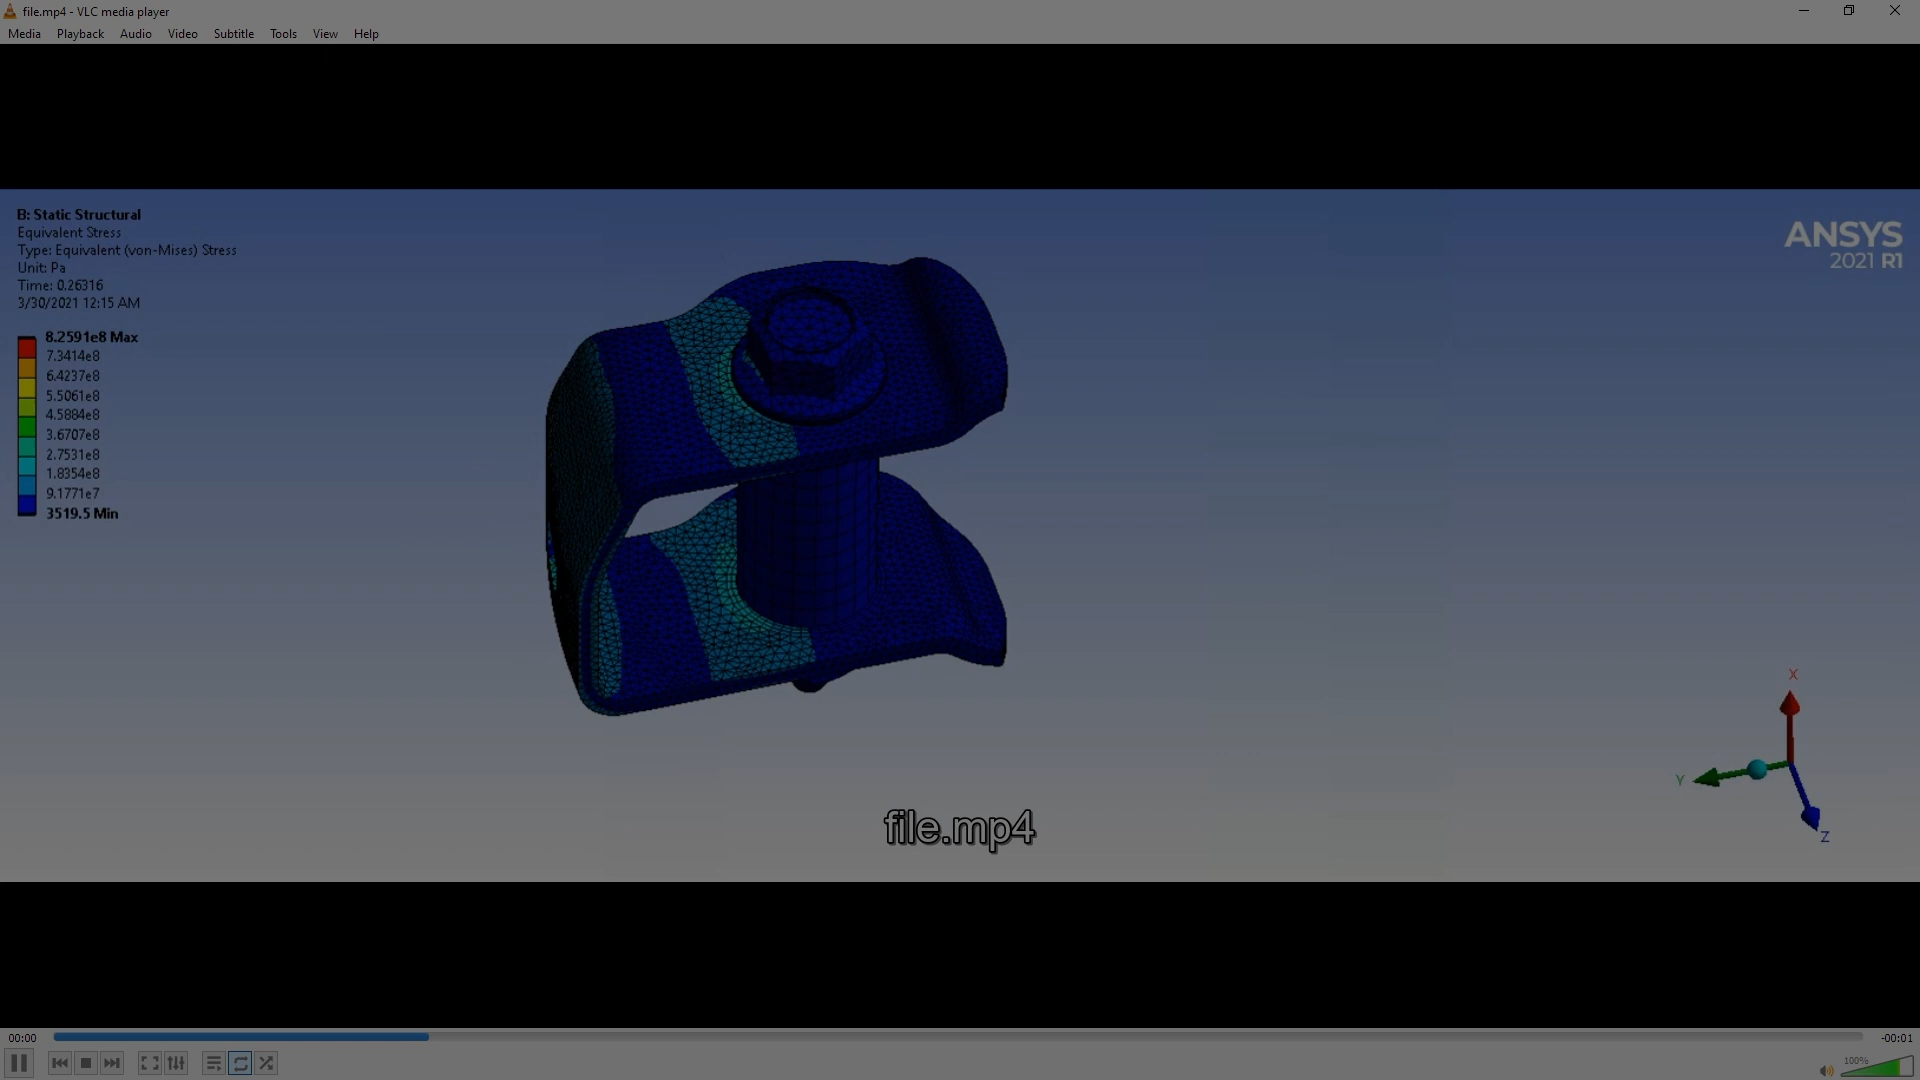 file.mp4 - VLC media player
Media Playback Audio Video Subtitle Tools View Help
B: Static Structural
Equivalent Stress
Type: Equivalent (von-Mises) Stress
Unit: Pa
Time: 0.26316
3/30/2021 12:15 AM
8.2591e8 Max
7.3414e8
6.4237e8
5.5061e8
4.5884e8
3.6707e8
2.7531e8
1.8354e8
9.1771e7
3519.5 Min
ANSYS
2021 R1
X
Y
Z
file.mp4
00:00
-00:01
100%